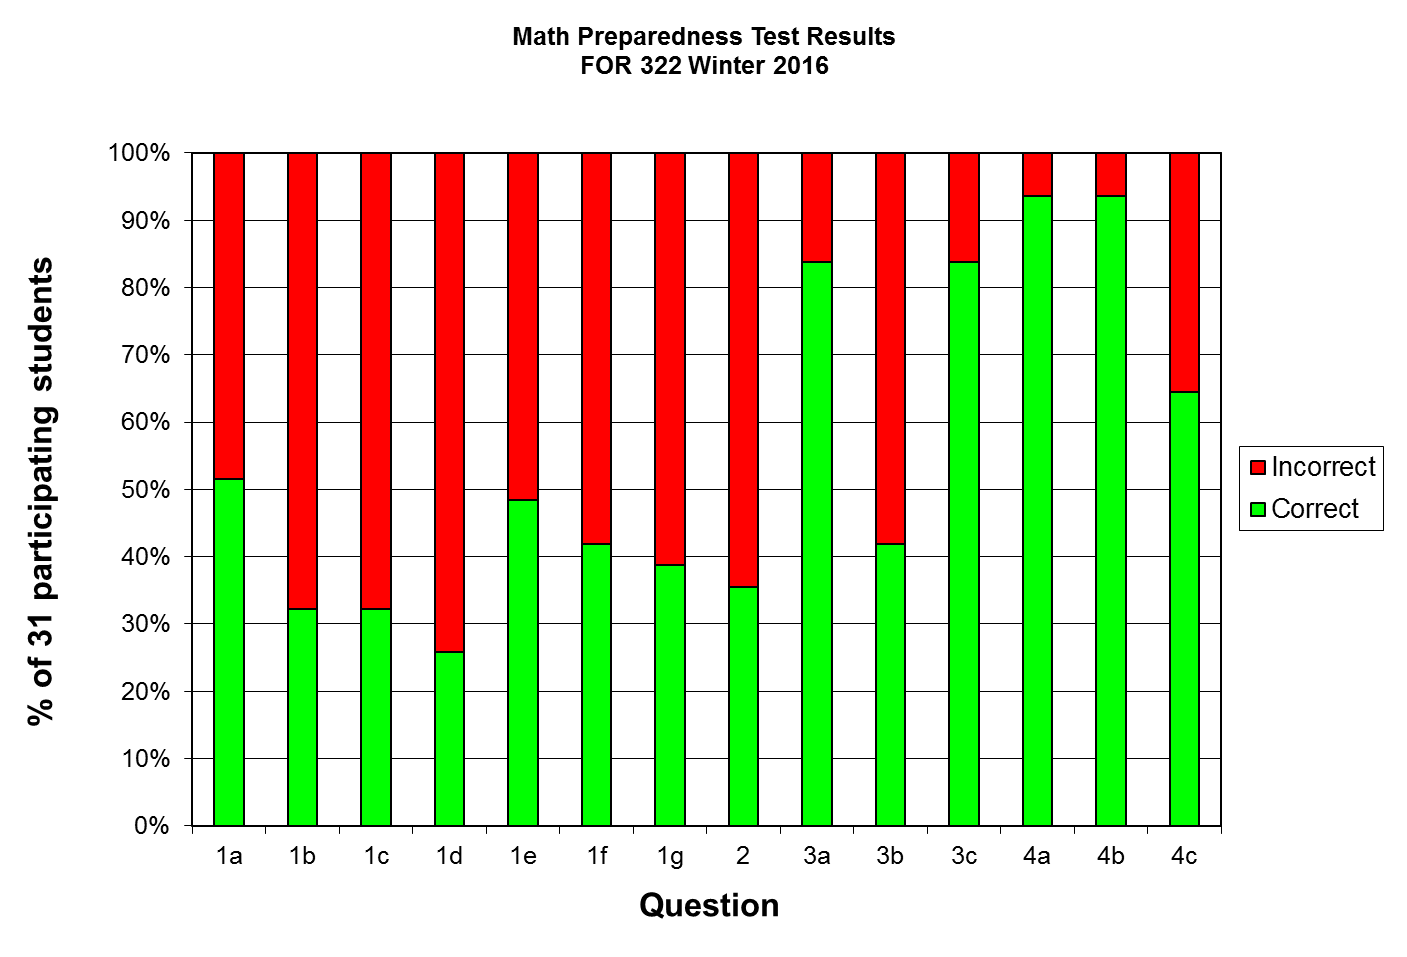 Math Preparedness Test Results
FOR 322 Winter 2016
% of 31 participating students
100%
90%
80%
70%
60%
50%
40%
30%
20%
10%
0%
1a 1b 1c 1d 1e 1f 1g 2 3a 3b 3c 4a 4b 4c
Question
Incorrect
Correct